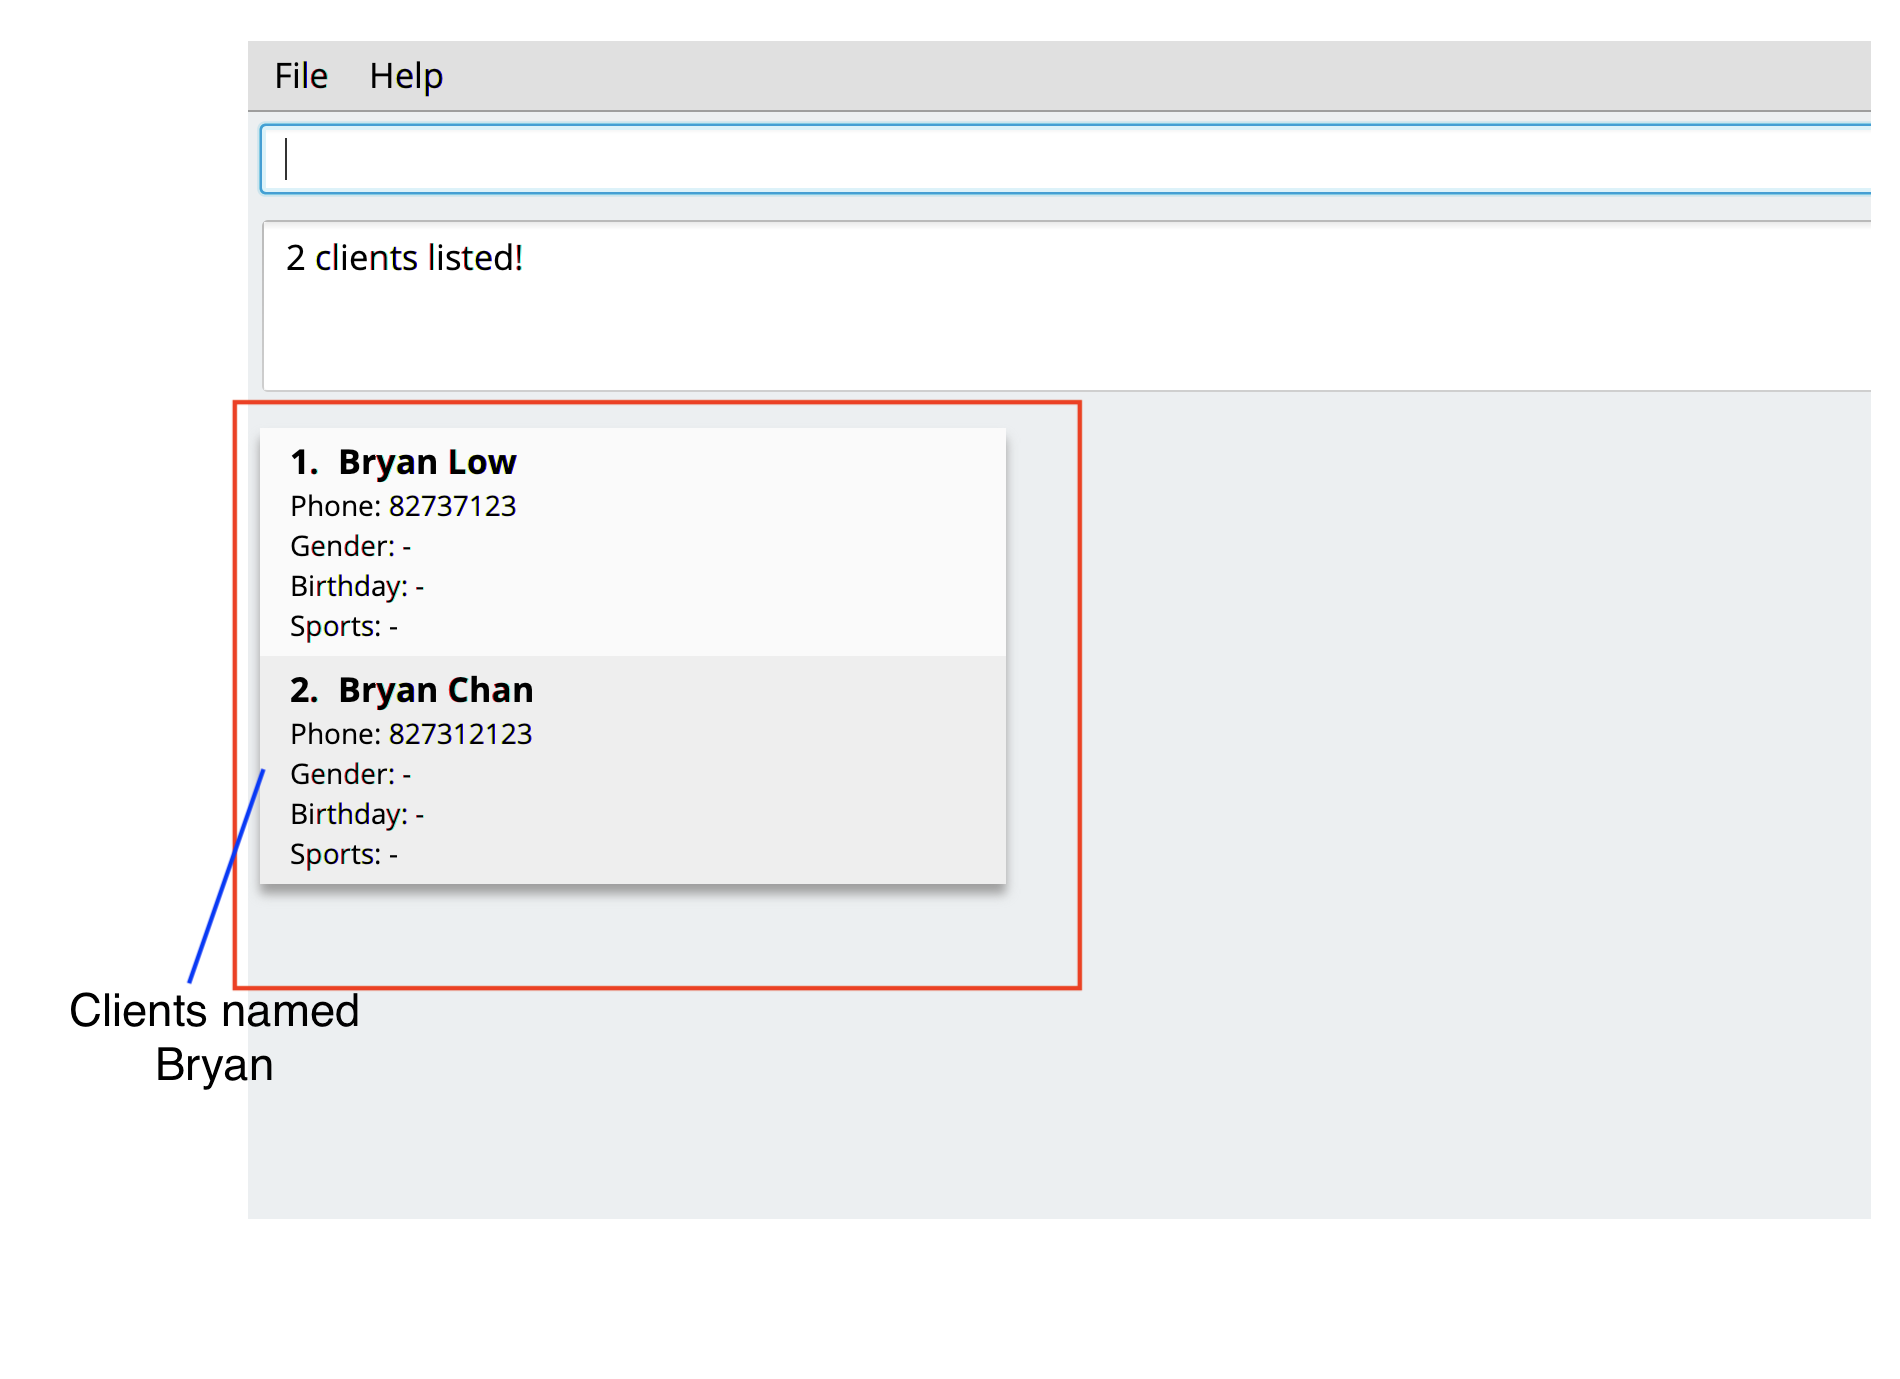 File Help
2 clients listed!
1. Bryan Low
Phone: 82737123
Gender: -
Birthday: -
Sports: -
2. Bryan Chan
Phone: 827312123
Gender: -
Birthday: -
Sports: -
Clients named
Bryan